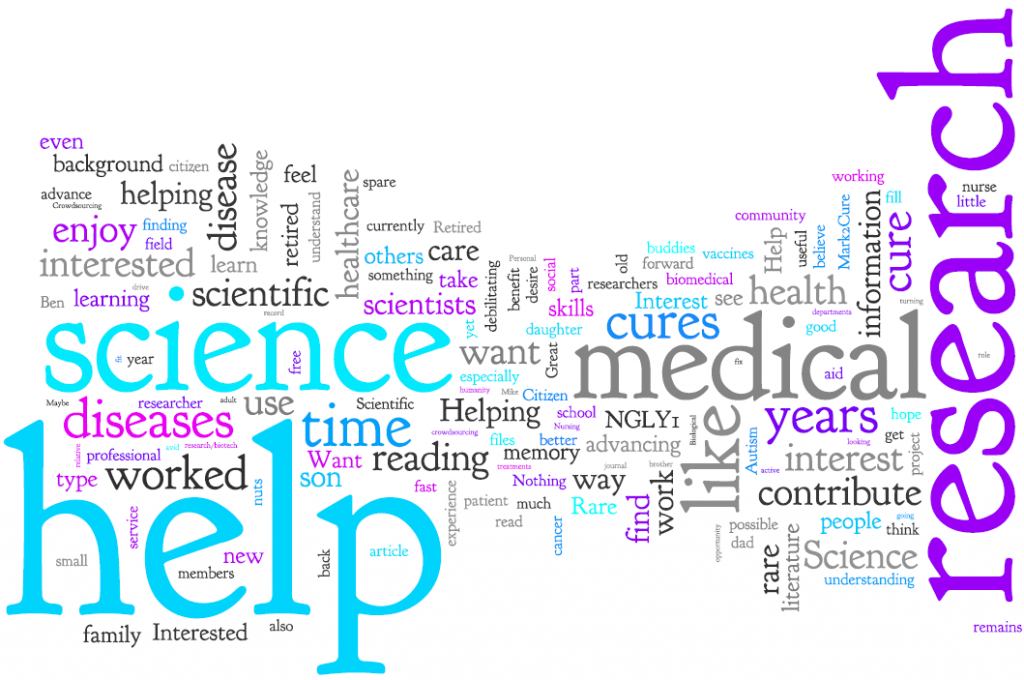 even
background
citizen
advance
Crowdsourcing
helping
disease
knowledge
feel
retired
understand
healthcare
spare
enjoy
finding
field
currently
Retired
interested
learn
others
care
something
take
Ben
learning
drive
scientific
record
scientists
debilitating
benefit
Personal
desire
social
part
skills
old
researchers
forward
buddies
vaccines
biomedical
community
Help
useful
believe
working
Mark2Cure
fill
information
cure
turning
nurse
little
research
role
Interest
see
health
departments
good
science
year
free
yet
daughter
Great
want
especially
humanity
Mike
Citizen
cures
medical
fix
aid
Maybe
researcher
adult
use
Scientific
diseases
time
Helping
crowdsourcing
school
Nursing
NGLY1
like
Biological
years
hope
looking
get
project
relative
professional
research/biotech
type
worked
nuts
Want
son
reading
files
better
memory
advancing
treatments
journal
brother
Nothing
way
Autism
active
interest
contribute
help
service
small
new
members
back
article
fast
experience
patient
much
read
cancer
Rare
find
work
opportunity
possible
dad
rare
literature
people
going
think
Science
understanding
family
Interested
also
remains